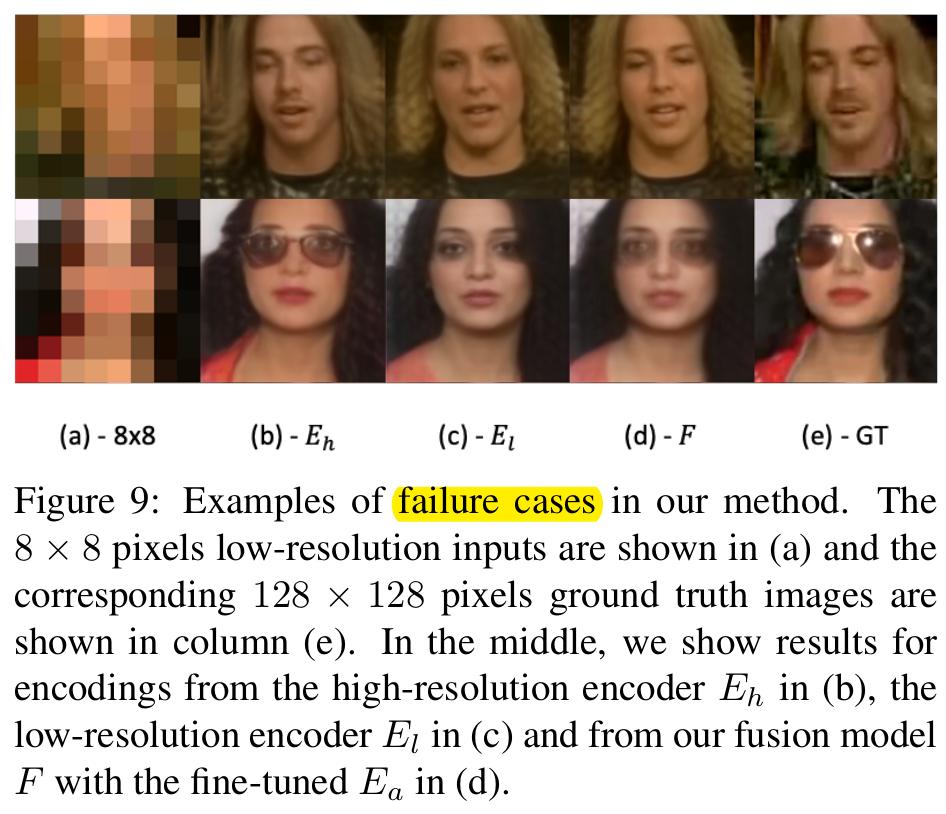 (a) - 8x8 (b) - E_h (c) - E_l (d) - F (e) - GT
Figure 9: Examples of failure cases in our method. The
8 × 8 pixels low-resolution inputs are shown in (a) and the
corresponding 128 × 128 pixels ground truth images are
shown in column (e). In the middle, we show results for
encodings from the high-resolution encoder E_h in (b), the
low-resolution encoder E_l in (c) and from our fusion model
F with the fine-tuned E_a in (d).